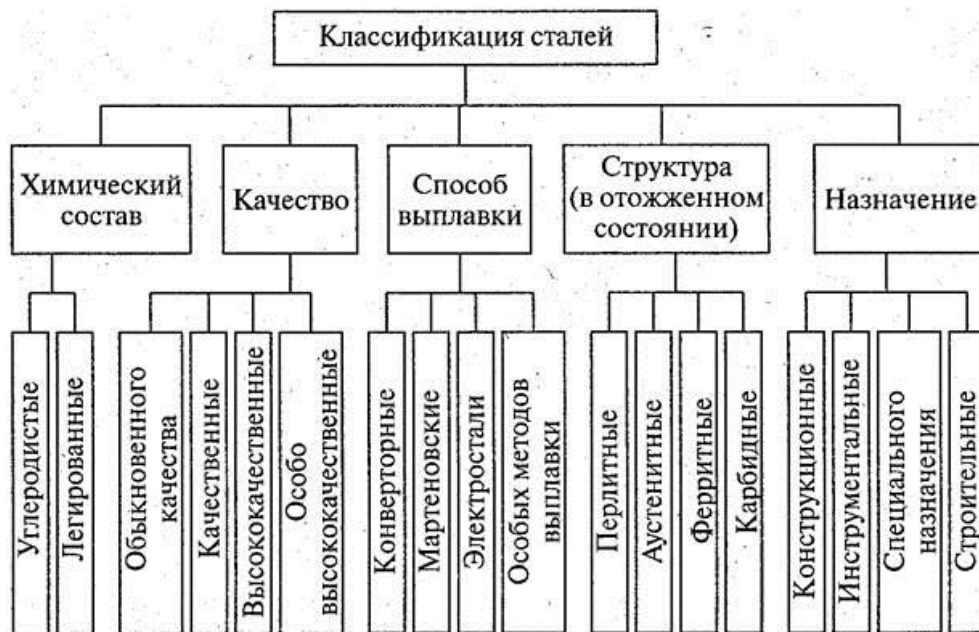 Классификация сталей
Химический
состав
Качество
Способ
выплавки
Структура
(в отожженном
состоянии)
Назначение
Углеродистые
Легированные
Обыкновенного
качества
Качественные
Высококачественные
Особо
высококачественные
Конверторные
Мартеновские
Электростали
Особых методов
выплавки
Перлитные
Аустенитные
Ферритные
Карбидные
Конструкционные
Инструментальные
Специального
назначения
Строительные